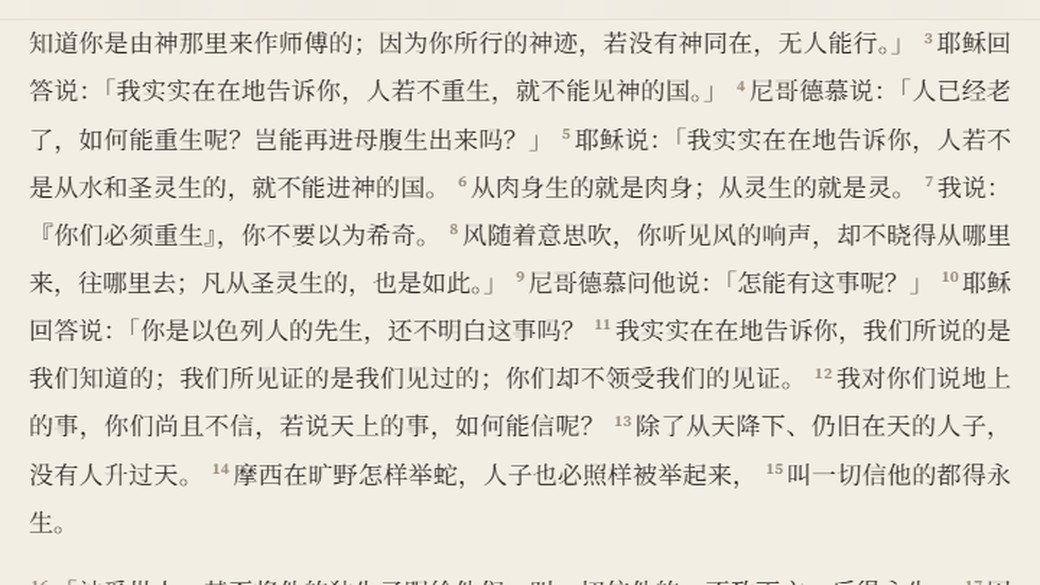 知道你是由神那里来作师傅的；因为你所行的神迹，若没有神同在，无人能行。」 3 耶稣回
答说：「我实实在在地告诉你，人若不重生，就不能见神的国。」 4 尼哥德慕说：「人已经老
了，如何能重生呢？岂能再进母腹生出来吗？」 5 耶稣说：「我实实在在地告诉你，人若不
是从水和圣灵生的，就不能进神的国。 6 从肉身生的就是肉身；从灵生的就是灵。 7 我说：
『你们必须重生』，你不要以为希奇。 8 风随着意思吹，你听见风的响声，却不晓得从哪里
来，往哪里去；凡从圣灵生的，也是如此。」 9 尼哥德慕问他说：「怎能有这事呢？」 10 耶稣
回答说：「你是以色列人的先生，还不明白这事吗？ 11 我实实在在地告诉你，我们所说的是
我们知道的；我们所见证的是我们见过的；你们却不领受我们的见证。 12 我对你们说地上
的事，你们尚且不信，若说天上的事，如何能信呢？ 13 除了从天降下、仍旧在天的人子，
没有人升过天。 14 摩西在旷野怎样举蛇，人子也必照样被举起来， 15 叫一切信他的都得永
生。